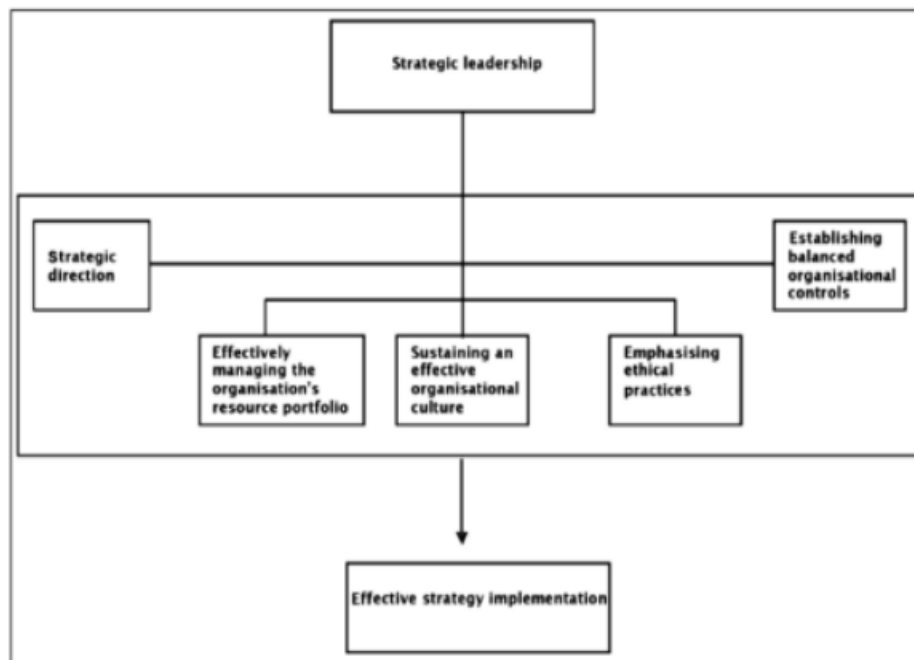 Strategic leadership
Strategic
direction
Establishing
balanced
organisational
controls
Effectively
managing the
organisation's
resource portfolio
Sustaining an
effective
organisational
culture
Emphasising
ethical
practices
Effective strategy implementation